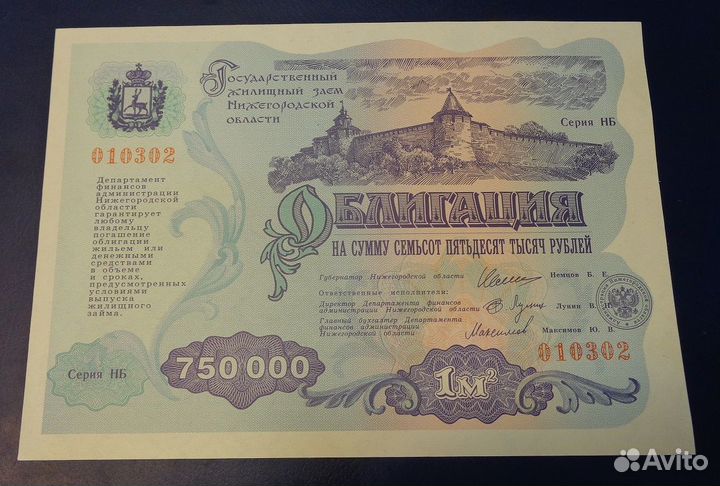 Государственный
жилищный заем
Нижегородской
области
Серия НБ
010302
Департамент
финансов
администрации
Нижегородской
области
гарантирует
любому
владельцу
погашение
облигации
жильем или
денежными
средствами
в объеме
и сроках,
предусмотренных
условиями
выпуска
жилищного
займа.
ОБЛИГАЦИЯ
НА СУММУ СЕМЬСОТ ПЯТЬДЕСЯТ ТЫСЯЧ РУБЛЕЙ
Губернатор Нижегородской области Немцов Б. Е.
Ответственные исполнители:
Директор Департамента финансов
администрации Нижегородской области Лунин В. Н.
Главный бухгалтер Департамента
финансов администрации
Нижегородской области Максимов Максимов Ю. В.
010302
Серия НБ
750 000
1м²
Avito